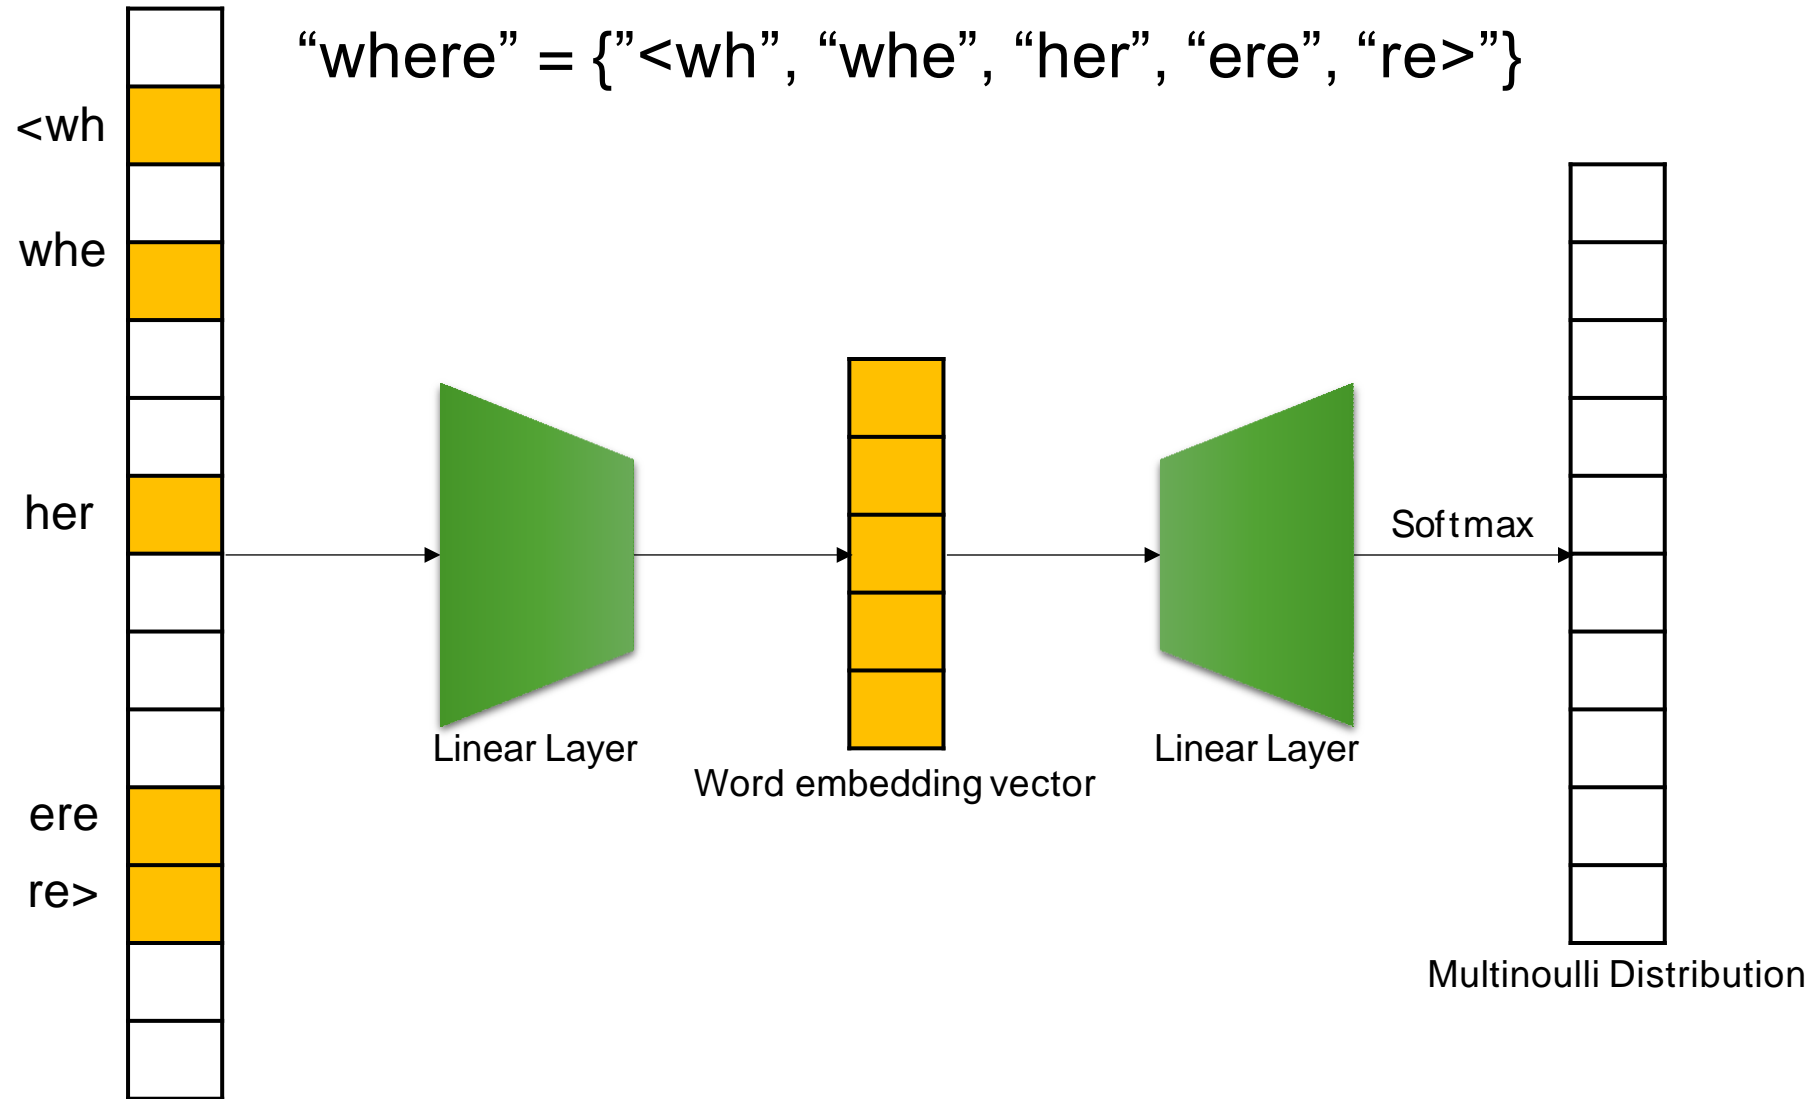 “where” = {”<wh”, “whe”, “her”, “ere”, “re>”}
<wh
whe
her
ere
re>
Linear Layer
Word embedding vector
Linear Layer
Softmax
Multinoulli Distribution